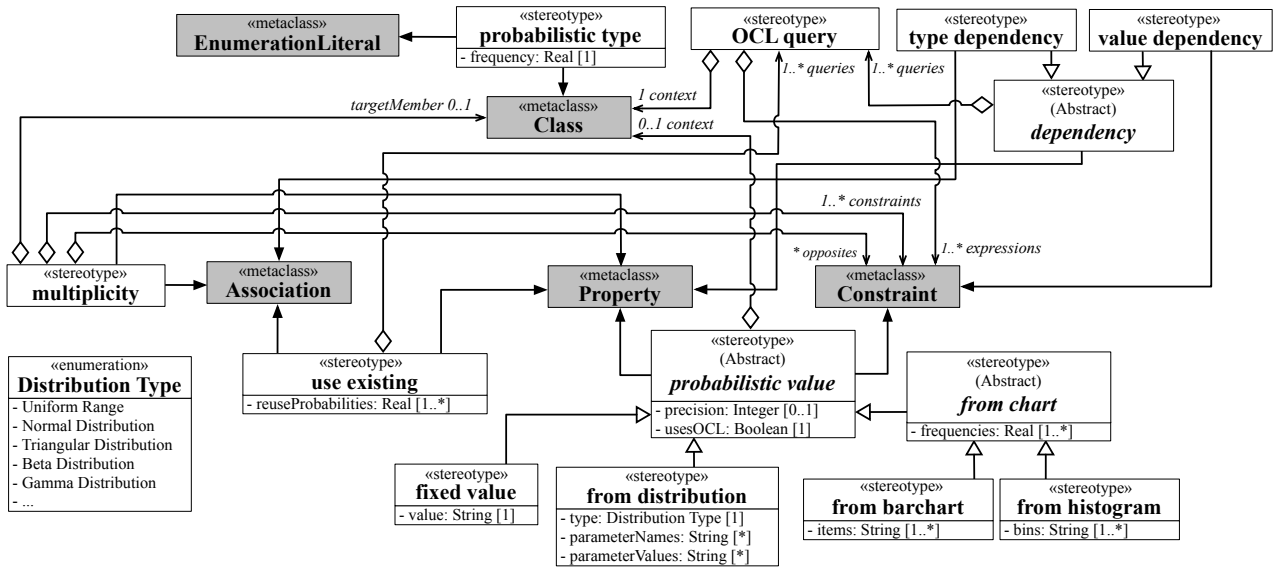 «metaclass»
EnumerationLiteral
«stereotype»
probabilistic type
- frequency: Real [1]
«stereotype»
OCL query
«stereotype»
type dependency
«stereotype»
value dependency
1..* queries
1..* queries
targetMember 0..1
«metaclass»
Class
1 context
0..1 context
«stereotype»
(Abstract)
dependency
1..* constraints
* opposites
1..* expressions
«stereotype»
multiplicity
«metaclass»
Association
«metaclass»
Property
«metaclass»
Constraint
«enumeration»
Distribution Type
- Uniform Range
- Normal Distribution
- Triangular Distribution
- Beta Distribution
- Gamma Distribution
- ...
«stereotype»
use existing
- reuseProbabilities: Real [1..*]
«stereotype»
(Abstract)
probabilistic value
- precision: Integer [0..1]
- usesOCL: Boolean [1]
«stereotype»
(Abstract)
from chart
- frequencies: Real [1..*]
«stereotype»
fixed value
- value: String [1]
«stereotype»
from distribution
- type: Distribution Type [1]
- parameterNames: String [*]
- parameterValues: String [*]
«stereotype»
from barchart
- items: String [1..*]
«stereotype»
from histogram
- bins: String [1..*]